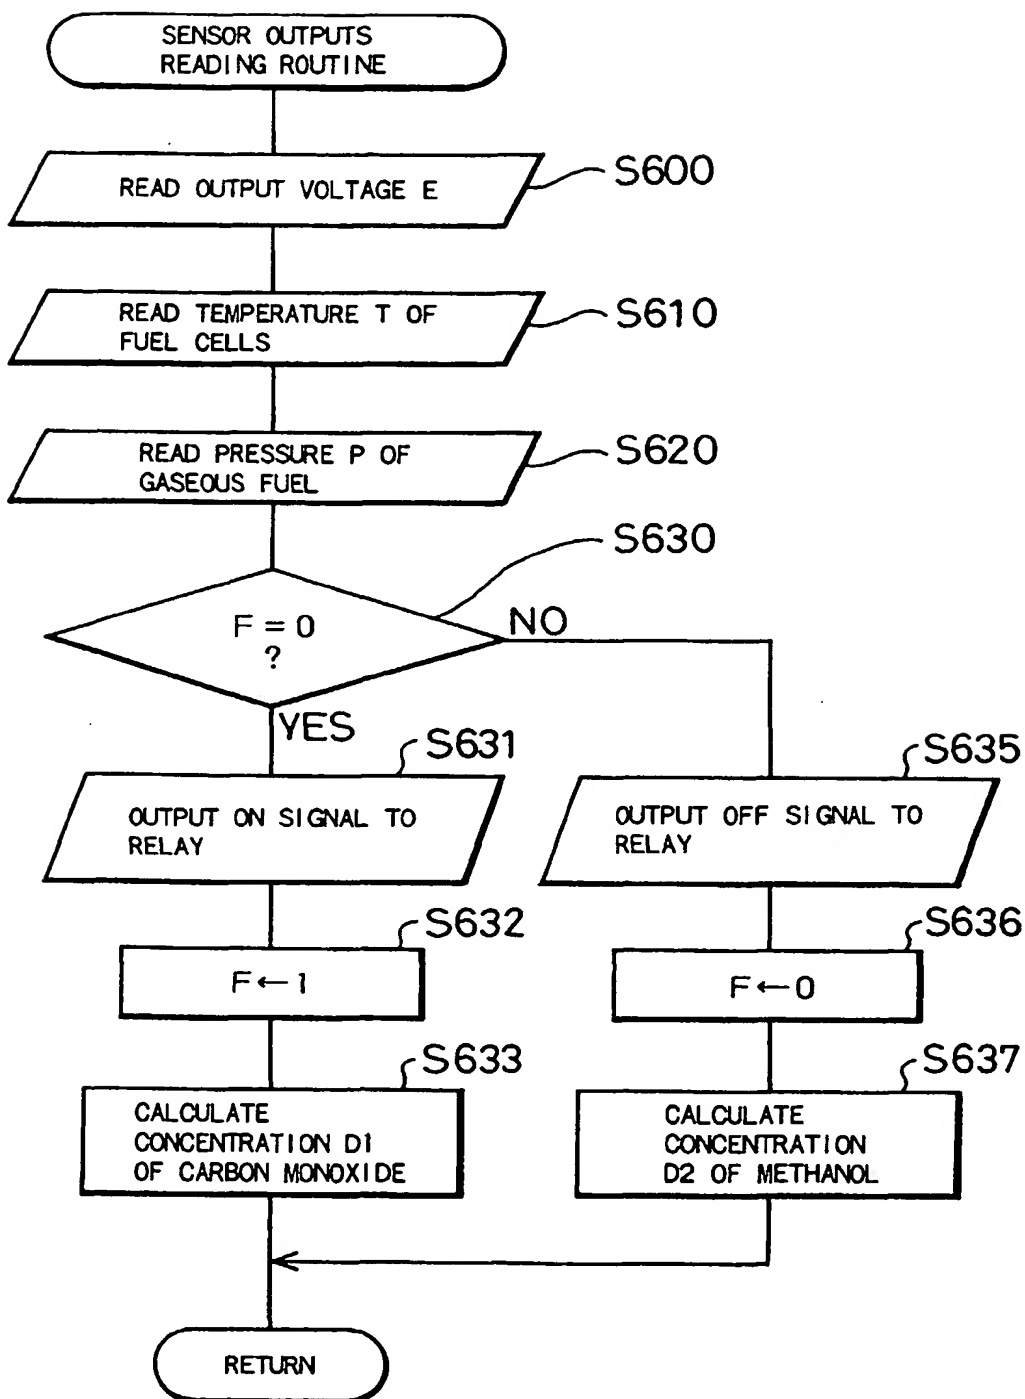 SENSOR OUTPUTS
READING ROUTINE
READ OUTPUT VOLTAGE E
S600
READ TEMPERATURE T OF
FUEL CELLS
S610
READ PRESSURE P OF
GASEOUS FUEL
S620
S630
F = 0
?
NO
YES
S631
OUTPUT ON SIGNAL TO
RELAY
S635
OUTPUT OFF SIGNAL TO
RELAY
S632
F ← 1
S636
F ← 0
S633
CALCULATE
CONCENTRATION D1
OF CARBON MONOXIDE
S637
CALCULATE
CONCENTRATION
D2 OF METHANOL
RETURN